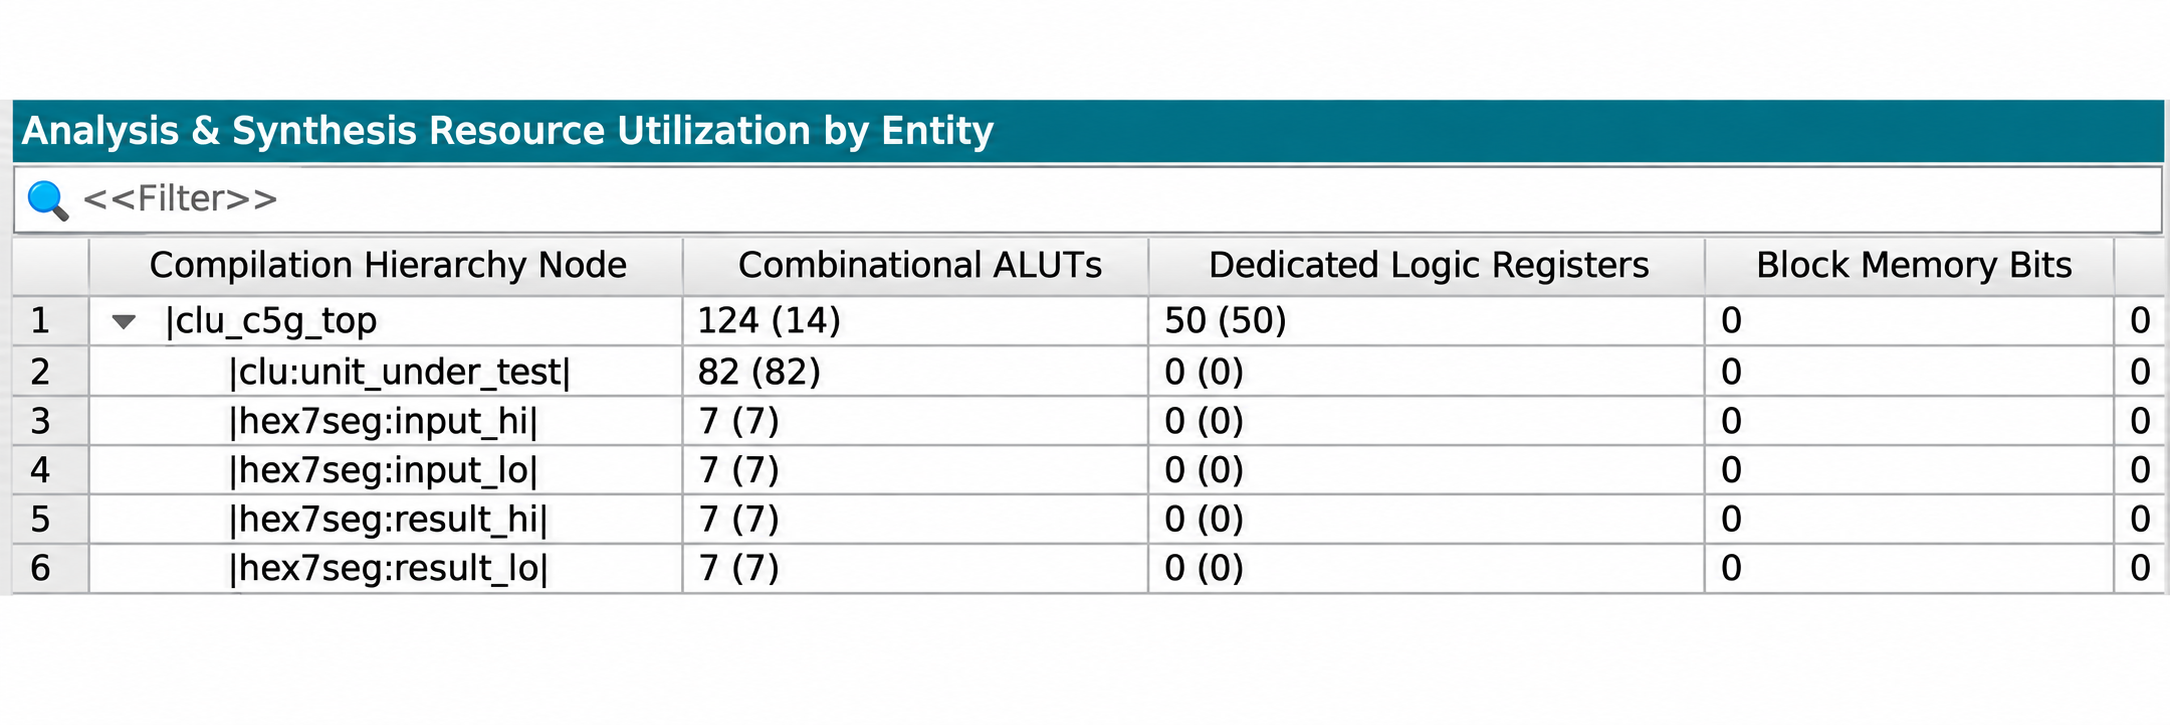 Analysis & Synthesis Resource Utilization by Entity
<<Filter>>
Compilation Hierarchy Node Combinational ALUTs Dedicated Logic Registers Block Memory Bits
1 |clu_c5g_top 124 (14) 50 (50) 0 0
2 |clu:unit_under_test| 82 (82) 0 (0) 0 0
3 |hex7seg:input_hi| 7 (7) 0 (0) 0 0
4 |hex7seg:input_lo| 7 (7) 0 (0) 0 0
5 |hex7seg:result_hi| 7 (7) 0 (0) 0 0
6 |hex7seg:result_lo| 7 (7) 0 (0) 0 0